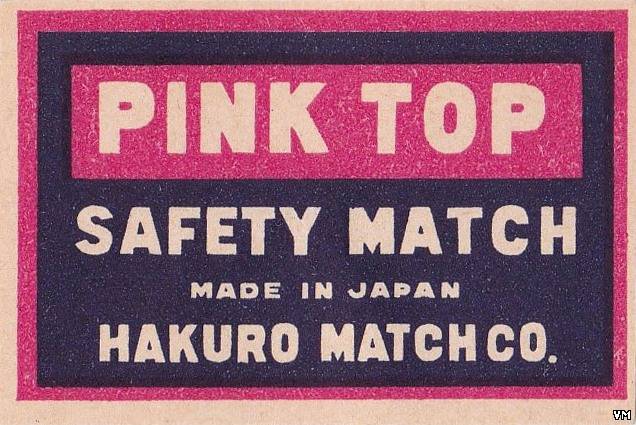 PINK TOP
SAFETY MATCH
MADE IN JAPAN
HAKURO MATCH CO.
VM